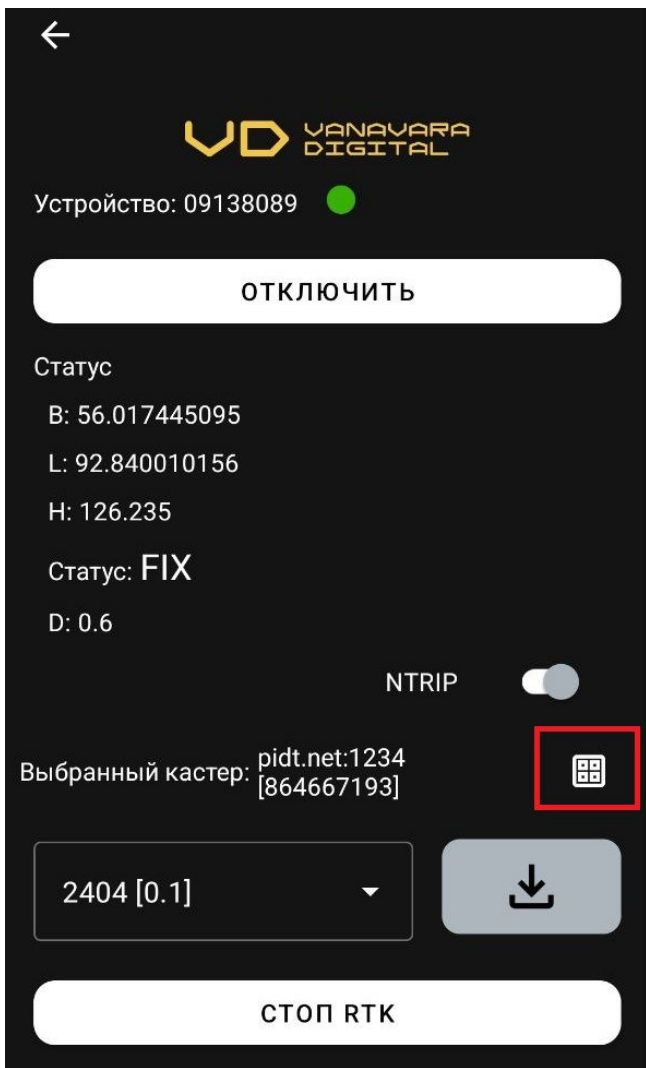 VD VANAVARA
DIGITAL
Устройство: 09138089
ОТКЛЮЧИТЬ
Статус
B: 56.017445095
L: 92.840010156
H: 126.235
Статус: FIX
D: 0.6
NTRIP
Выбранный кастер: pidt.net:1234
[864667193]
2404 [0.1]
СТОП RTK